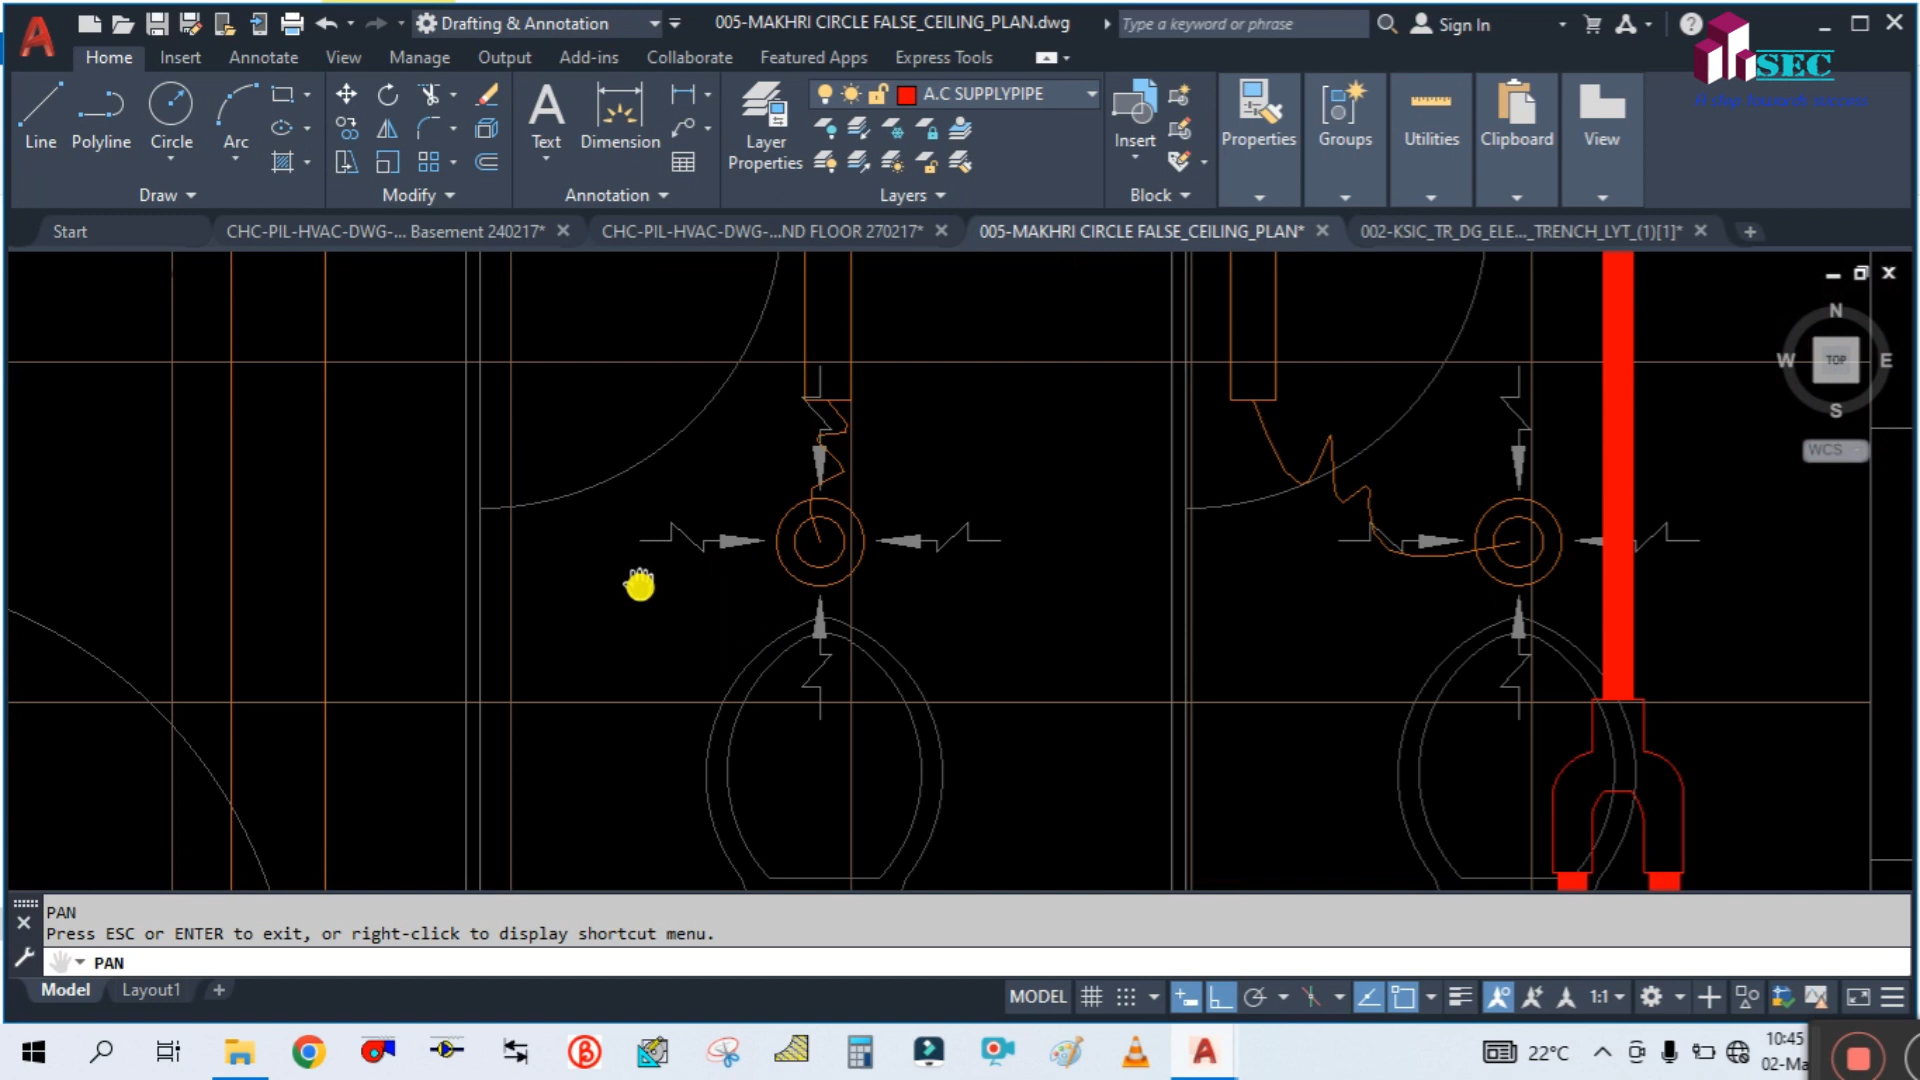 Drafting & Annotation
005-MAKHRI CIRCLE FALSE_CEILING_PLAN.dwg
Type a keyword or phrase
Sign In
SEC
Home
Insert
Annotate
View
Manage
Output
Add-ins
Collaborate
Featured Apps
Express Tools
A.C SUPPLYPIPE
Line
Polyline
Circle
Arc
Text
Dimension
Layer
Properties
Insert
Properties
Groups
Utilities
Clipboard
View
Draw
Modify
Annotation
Layers
Block
Start
CHC-PIL-HVAC-DWG-... Basement 240217*
CHC-PIL-HVAC-DWG-...ND FLOOR 270217*
005-MAKHRI CIRCLE FALSE_CEILING_PLAN*
002-KSIC_TR_DG_ELE..._TRENCH_LYT_(1)[1]*
N
W
TOP
E
S
WCS
PAN
Press ESC or ENTER to exit, or right-click to display shortcut menu.
PAN
Model
Layout1
MODEL
1:1
22°C
10:45
02-Ma